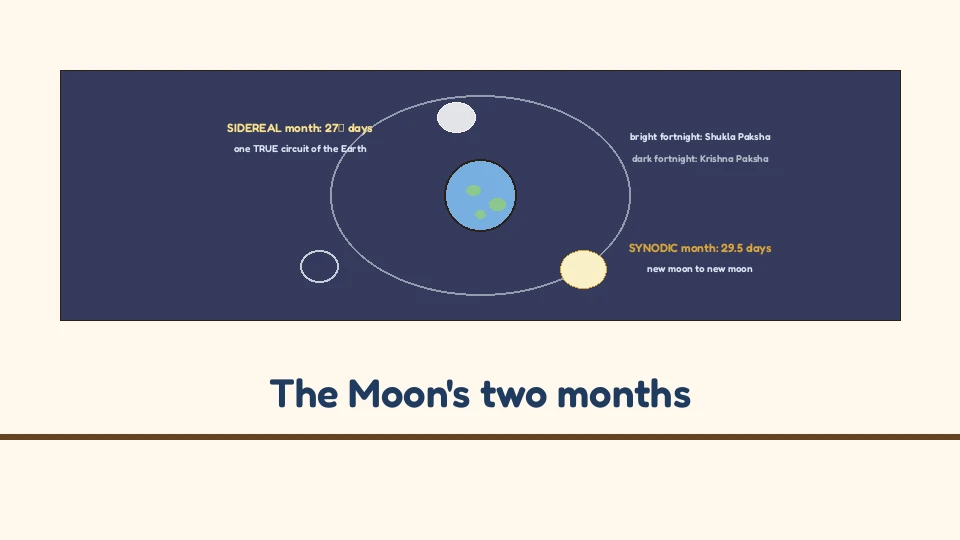 SIDEREAL month: 27▯ days
one TRUE circuit of the Earth
bright fortnight: Shukla Paksha
dark fortnight: Krishna Paksha
SYNODIC month: 29.5 days
new moon to new moon
The Moon's two months